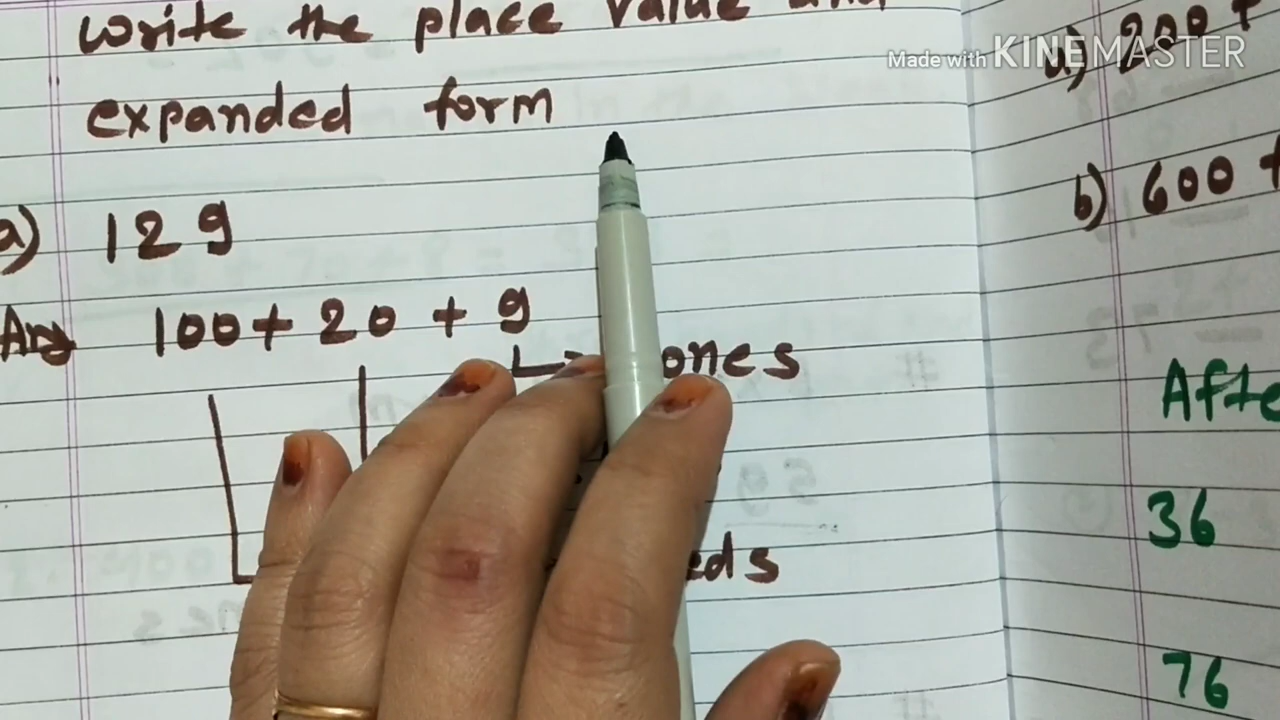 write the place value and
expanded form
a) 129
Ans 100 + 20 + 9
ones
eds
a) 200 +
b) 600 +
Afte
36
76
Made with KINEMASTER